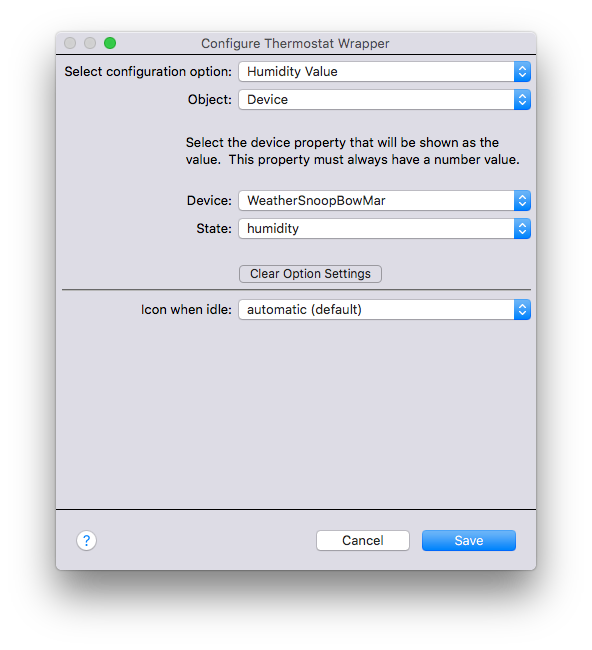 Configure Thermostat Wrapper
Select configuration option: Humidity Value
Object: Device
Select the device property that will be shown as the
value.  This property must always have a number value.
Device: WeatherSnoopBowMar
State: humidity
Clear Option Settings
Icon when idle: automatic (default)
? Cancel Save